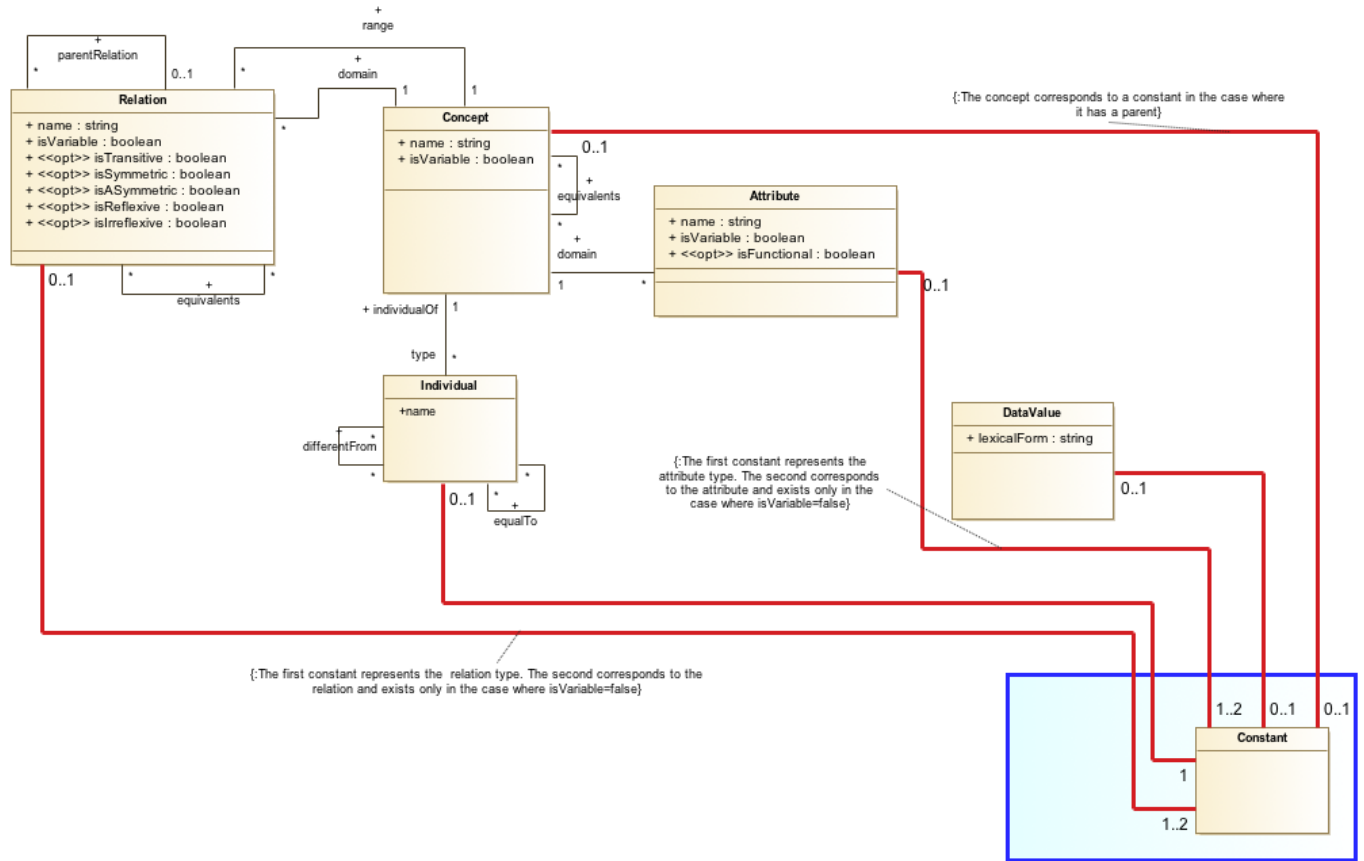 +
range
+
parentRelation
*
0..1
*
+
domain
1
1
*
Relation
+ name : string
+ isVariable : boolean
+ <<opt>> isTransitive : boolean
+ <<opt>> isSymmetric : boolean
+ <<opt>> isASymmetric : boolean
+ <<opt>> isReflexive : boolean
+ <<opt>> isIrreflexive : boolean
0..1
*
+
equivalents
*
Concept
+ name : string
+ isVariable : boolean
0..1
*
+
equivalents
*
+
domain
1
*
{:The concept corresponds to a constant in the case where
it has a parent}
Attribute
+ name : string
+ isVariable : boolean
+ <<opt>> isFunctional : boolean
0..1
+ individualOf
1
type
*
Individual
+name
+
*
differentFrom
*
0..1
*
*
+
equalTo
DataValue
+ lexicalForm : string
0..1
{:The first constant represents the
attribute type. The second corresponds
to the attribute and exists only in the
case where isVariable=false}
{:The first constant represents the  relation type. The second corresponds to the
relation and exists only in the case where isVariable=false}
1..2
0..1
0..1
Constant
1
1..2